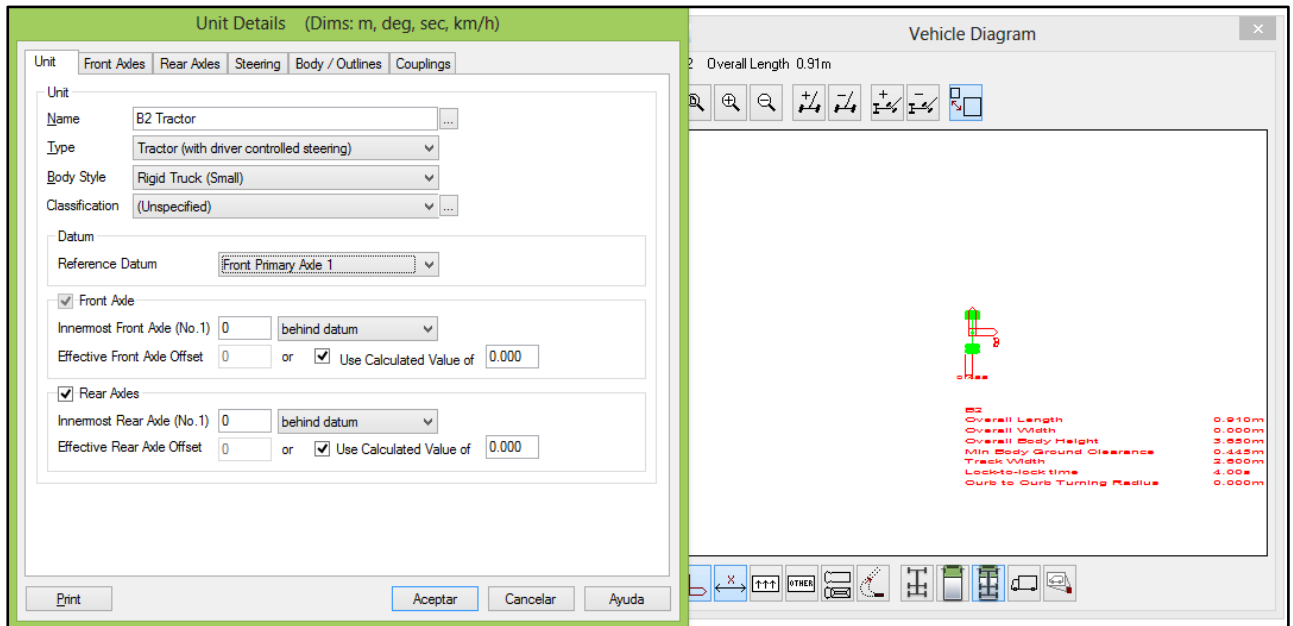 Unit Details (Dims: m, deg, sec, km/h)
Unit Front Axles Rear Axles Steering Body / Outlines Couplings
Unit
Name B2 Tractor ...
Type Tractor (with driver controlled steering)
Body Style Rigid Truck (Small)
Classification (Unspecified) ...
Datum
Reference Datum Front Primary Axle 1
Front Axle
Innermost Front Axle (No.1) 0 behind datum
Effective Front Axle Offset 0 or Use Calculated Value of 0.000
Rear Axles
Innermost Rear Axle (No.1) 0 behind datum
Effective Rear Axle Offset 0 or Use Calculated Value of 0.000
Print Aceptar Cancelar Ayuda
Vehicle Diagram
2 Overall Length 0.91m
B2
Overall Length 0.910m
Overall Width 0.000m
Overall Body Height 3.650m
Min Body Ground Clearance 0.445m
Track Width 2.600m
Lock-to-lock time 4.00s
Curb to Curb Turning Radius 0.000m
X OTHER